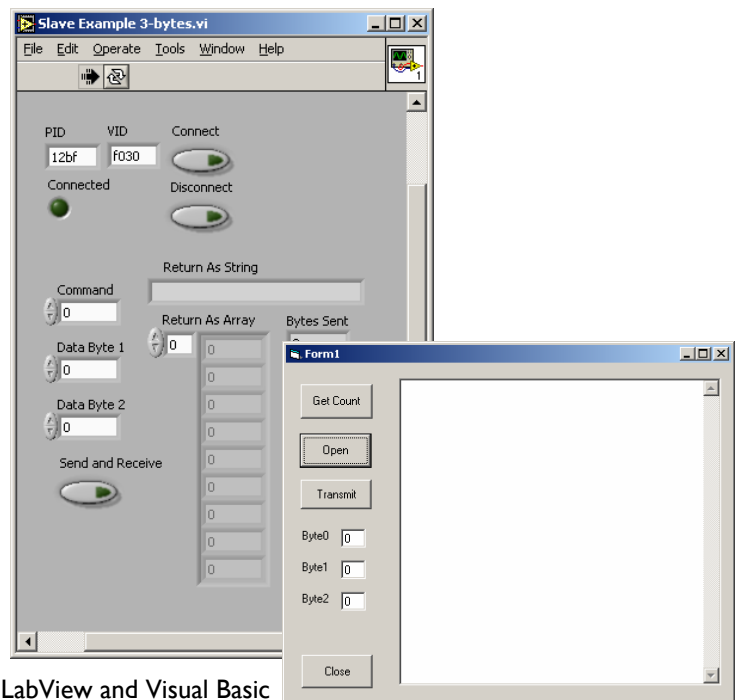 Slave Example 3-bytes.vi
File Edit Operate Tools Window Help
1
PID VID Connect
12bf f030
Connected Disconnect
Return As String
Command
0
Return As Array Bytes Sent
0 0
Data Byte 1
0
0
Data Byte 2
0
0
0
Send and Receive
0
0
0
0
0
Form1
Get Count
Open
Transmit
Byte0 0
Byte1 0
Byte2 0
Close
LabView and Visual Basic